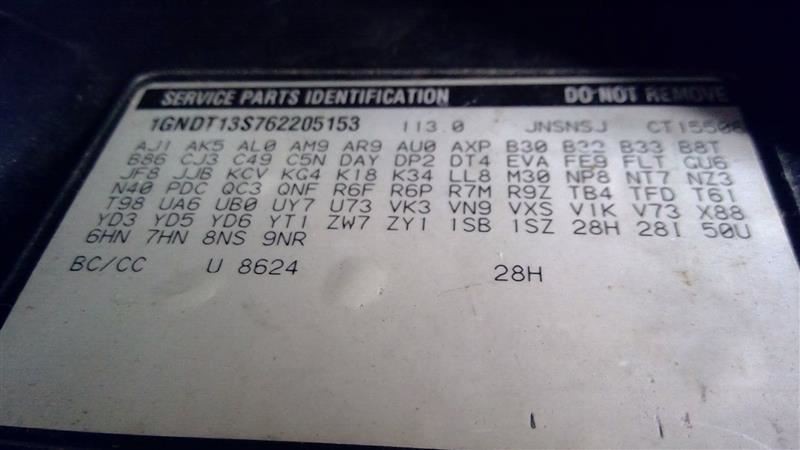 SERVICE PARTS IDENTIFICATION DO NOT REMOVE
1GNDT13S762205153 113.0 JNSNSJ CT15508
AJ1 AK5 AL0 AM9 AR9 AU0 AXP B30 B32 B33 B8T
B86 CJ3 C49 C5N DAY DP2 DT4 EVA FE9 FLT GU6
JF8 JJB KCV KG4 K18 K34 LL8 M30 NP8 NT7 NZ3
N40 PDC QC3 QNF R6F R6P R7M R9Z TB4 TFD T61
T98 UA6 UB0 UY7 U73 VK3 VN9 VXS V1K V73 X88
YD3 YD5 YD6 YT1 ZW7 ZY1 1SB 1SZ 28H 28I 50U
6HN 7HN 8NS 9NR
BC/CC U 8624 28H